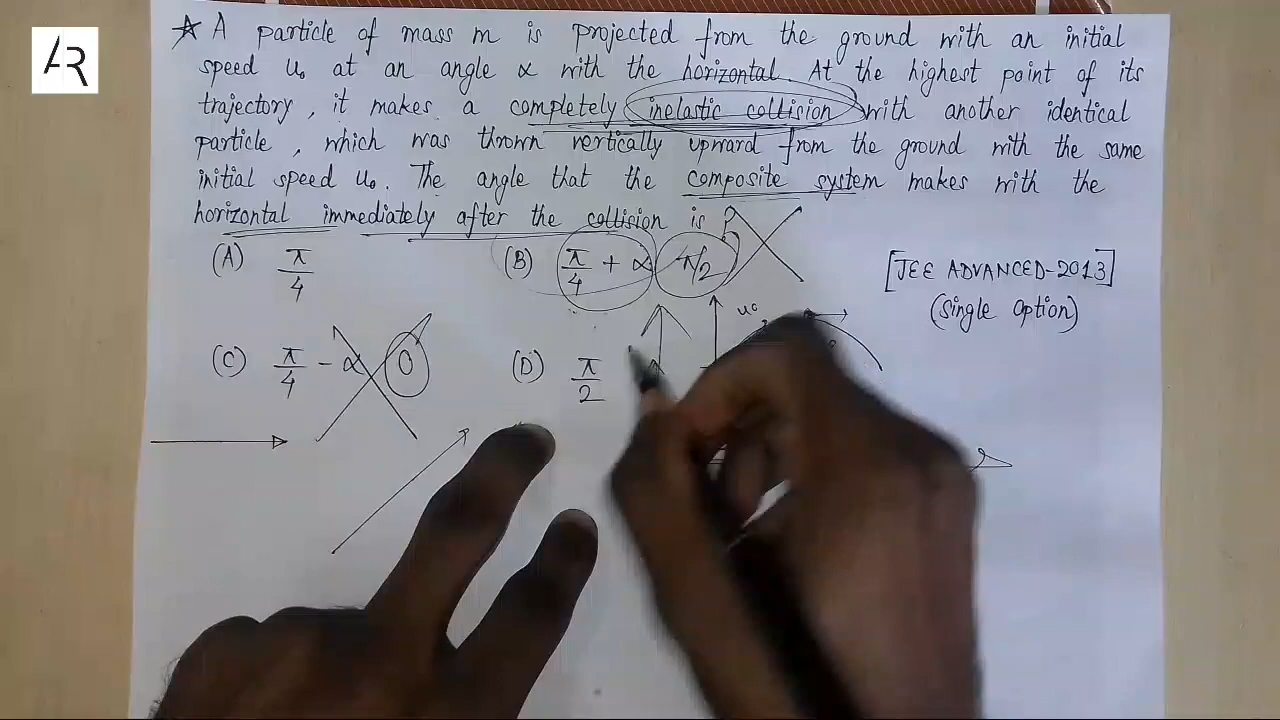 AR
☆ A particle of mass m is projected from the ground with an initial
speed u₀ at an angle α with the horizontal. At the highest point of its
trajectory, it makes a completely inelastic collision with another identical
particle, which was thrown vertically upward from the ground with the same
initial speed u₀. The angle that the composite system makes with the
horizontal immediately after the collision is
(A) π/4 (B) π/4 + α π/2
[JEE ADVANCED-2013]
(Single Option)
(C) π/4 - α 0 (D) π/2